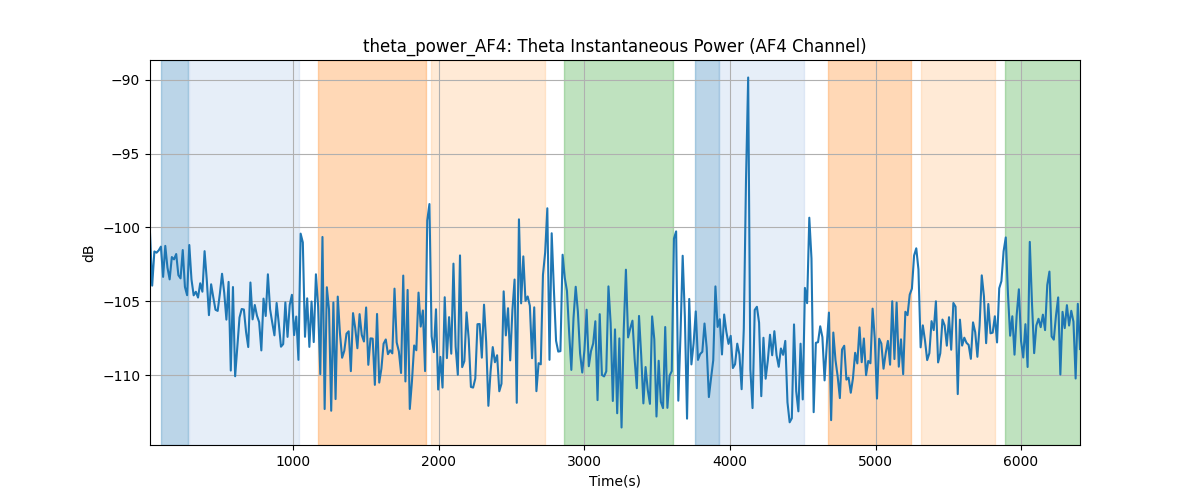 theta_power_AF4: Theta Instantaneous Power (AF4 Channel)
−90
−95
−100
−105
−110
dB
1000 2000 3000 4000 5000 6000
Time(s)